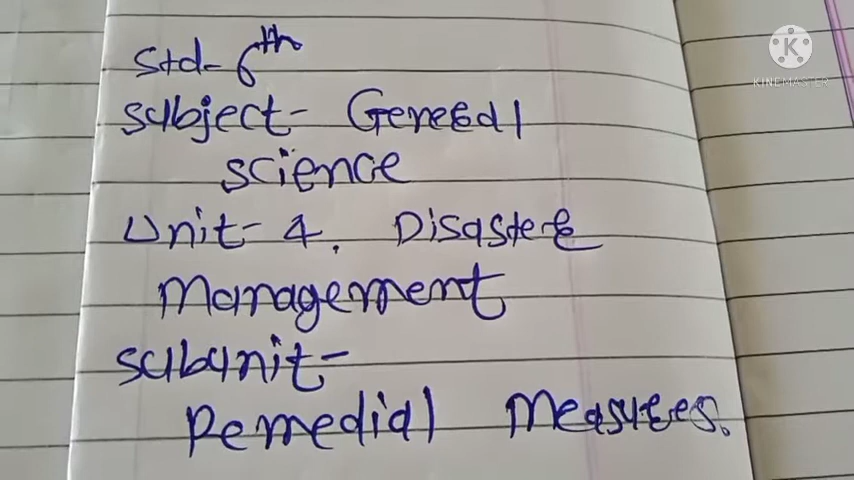 Std- 6th
Subject- General
science
Unit- 4. Disaster
Management
Subunit-
Remedial Measures.
KINEMASTER